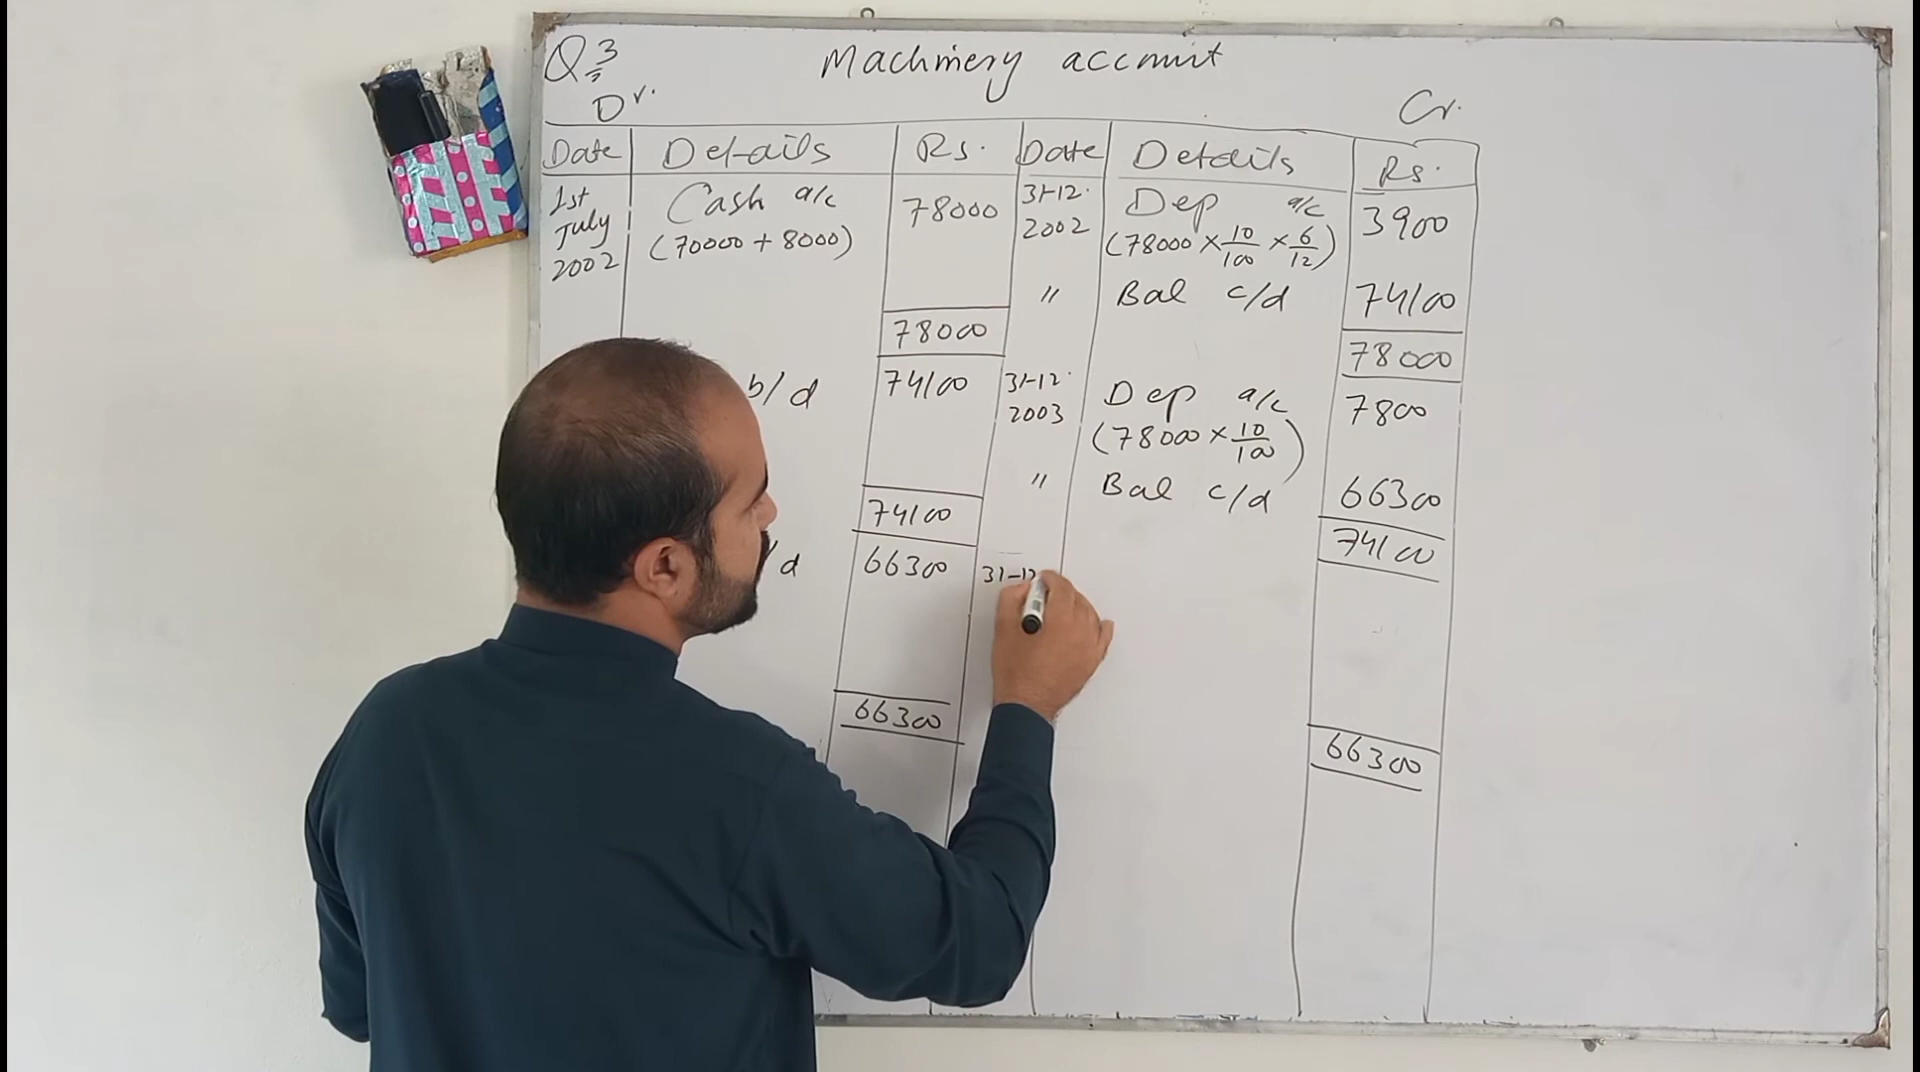 Q3
Machinery account
Dr.
Cr.
Date Details Rs. Date Details Rs.
1st Cash a/c 78000 31-12. Dep a/c 3900
July (70000 + 8000) 2002 (78000 × 10/100 × 6/12)
2002
" Bal c/d 74100
78000 78000
b/d 74100 31-12. Dep a/c 7800
2003 (78000 × 10/100)
" Bal c/d 66300
74100 74100
/d 66300 31-12
66300 66300